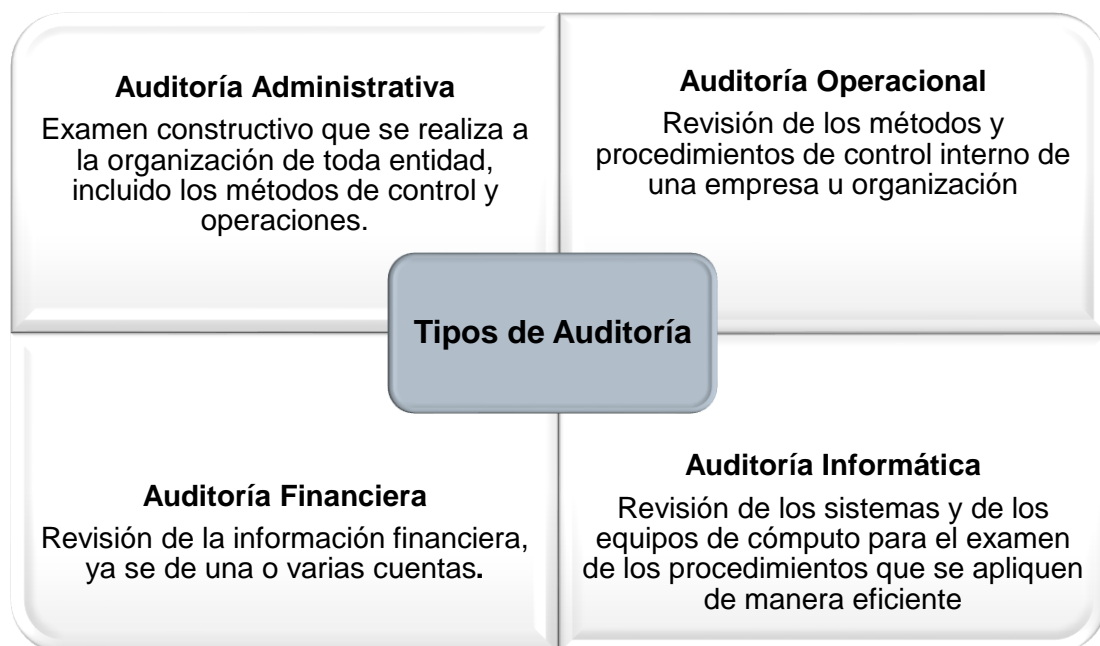 Auditoría Administrativa
Examen constructivo que se realiza a
la organización de toda entidad,
incluido los métodos de control y
operaciones.
Auditoría Operacional
Revisión de los métodos y
procedimientos de control interno de
una empresa u organización
Tipos de Auditoría
Auditoría Financiera
Revisión de la información financiera,
ya se de una o varias cuentas.
Auditoría Informática
Revisión de los sistemas y de los
equipos de cómputo para el examen
de los procedimientos que se apliquen
de manera eficiente